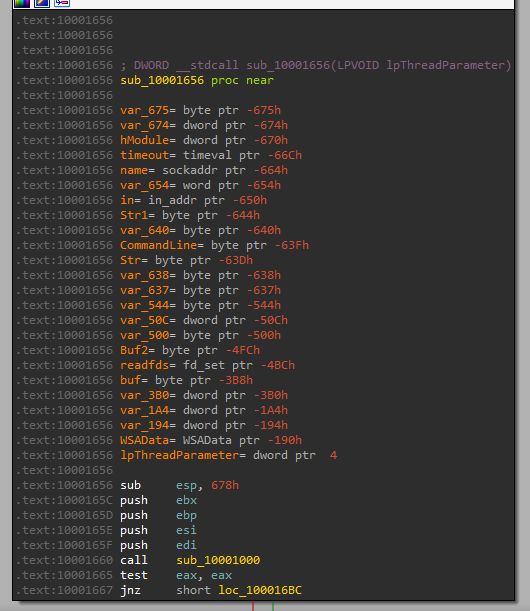 .text:10001656
.text:10001656
.text:10001656
.text:10001656 ; DWORD __stdcall sub_10001656(LPVOID lpThreadParameter)
.text:10001656 sub_10001656 proc near
.text:10001656
.text:10001656 var_675= byte ptr -675h
.text:10001656 var_674= dword ptr -674h
.text:10001656 hModule= dword ptr -670h
.text:10001656 timeout= timeval ptr -66Ch
.text:10001656 name= sockaddr ptr -664h
.text:10001656 var_654= word ptr -654h
.text:10001656 in= in_addr ptr -650h
.text:10001656 Str1= byte ptr -644h
.text:10001656 var_640= byte ptr -640h
.text:10001656 CommandLine= byte ptr -63Fh
.text:10001656 Str= byte ptr -63Dh
.text:10001656 var_638= byte ptr -638h
.text:10001656 var_637= byte ptr -637h
.text:10001656 var_544= byte ptr -544h
.text:10001656 var_50C= dword ptr -50Ch
.text:10001656 var_500= byte ptr -500h
.text:10001656 Buf2= byte ptr -4FCh
.text:10001656 readfds= fd_set ptr -4BCh
.text:10001656 buf= byte ptr -3B8h
.text:10001656 var_3B0= dword ptr -3B0h
.text:10001656 var_1A4= dword ptr -1A4h
.text:10001656 var_194= dword ptr -194h
.text:10001656 WSAData= WSAData ptr -190h
.text:10001656 lpThreadParameter= dword ptr  4
.text:10001656
.text:10001656 sub     esp, 678h
.text:1000165C push    ebx
.text:1000165D push    ebp
.text:1000165E push    esi
.text:1000165F push    edi
.text:10001660 call    sub_10001000
.text:10001665 test    eax, eax
.text:10001667 jnz     short loc_100016BC